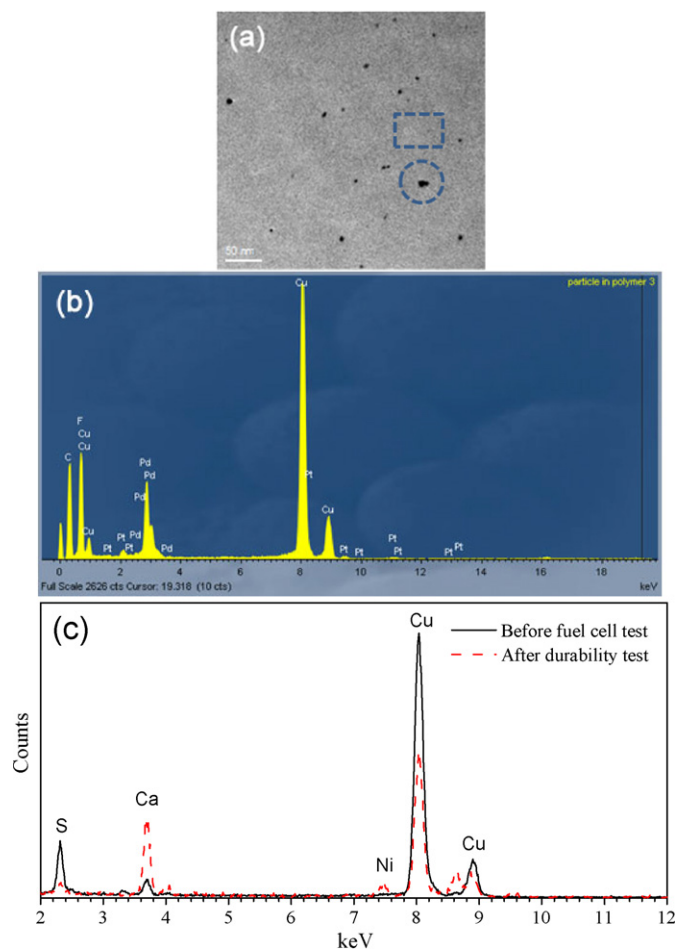 (a)
50 nm
(b)
particle in polymer 3
Cu
F
Cu
Cu
C
Pd
Pd
Pd
Pt
Cu
Pt
Pd
Pt
Pt
Pd
Pt
Pt
Pt
Pt
Pt
Pt
Pt
0 2 4 6 8 10 12 14 16 18
Full Scale 2626 cts Cursor: 19.318 (10 cts)
keV
(c)
Cu
Before fuel cell test
After durability test
Counts
S
Ca
Ni
Cu
2 3 4 5 6 7 8 9 10 11 12
keV